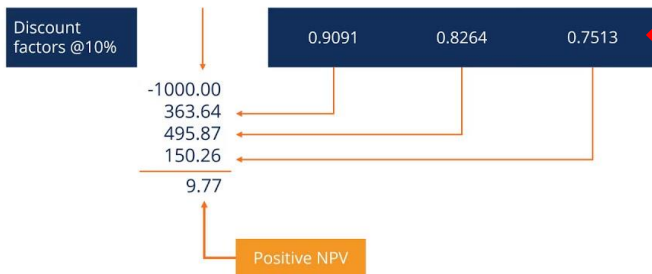 Discount
factors @10%
0.9091 0.8264 0.7513
-1000.00
363.64
495.87
150.26
9.77
Positive NPV